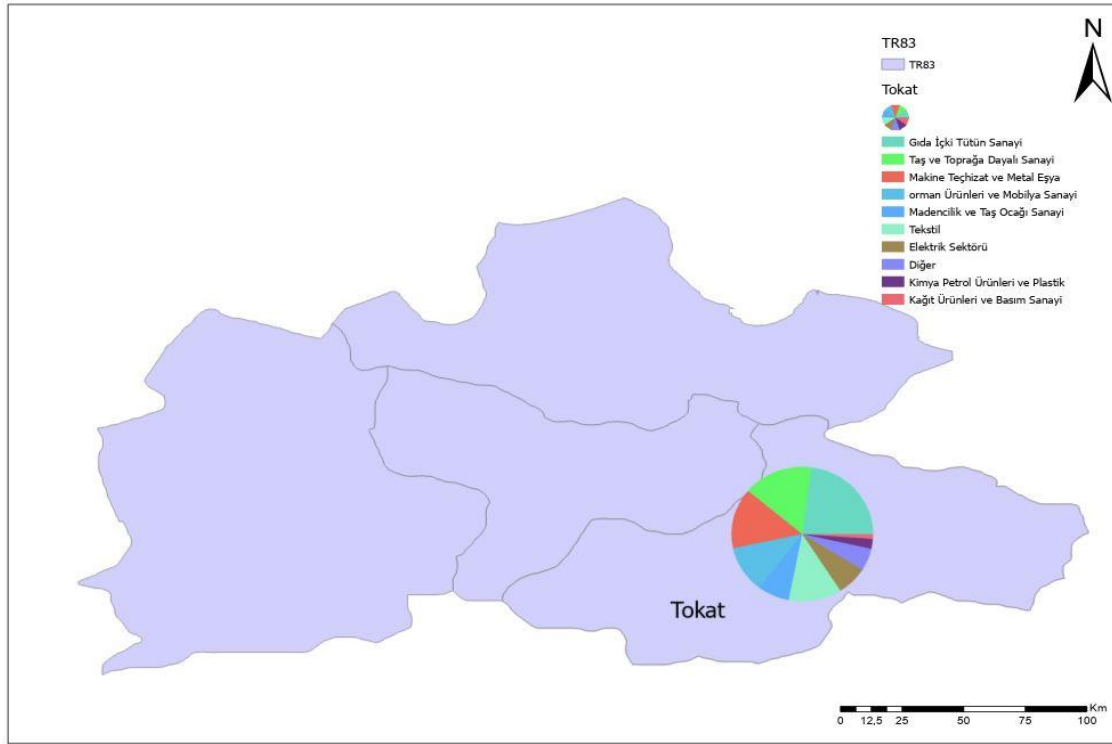 N
TR83
TR83
Tokat
Gıda İçki Tütün Sanayi
Taş ve Toprağa Dayalı Sanayi
Makine Teçhizat ve Metal Eşya
orman Ürünleri ve Mobilya Sanayi
Madencilik ve Taş Ocağı Sanayi
Tekstil
Elektrik Sektörü
Diğer
Kimya Petrol Ürünleri ve Plastik
Kağıt Ürünleri ve Basım Sanayi
Tokat
Km
0 12,5 25 50 75 100